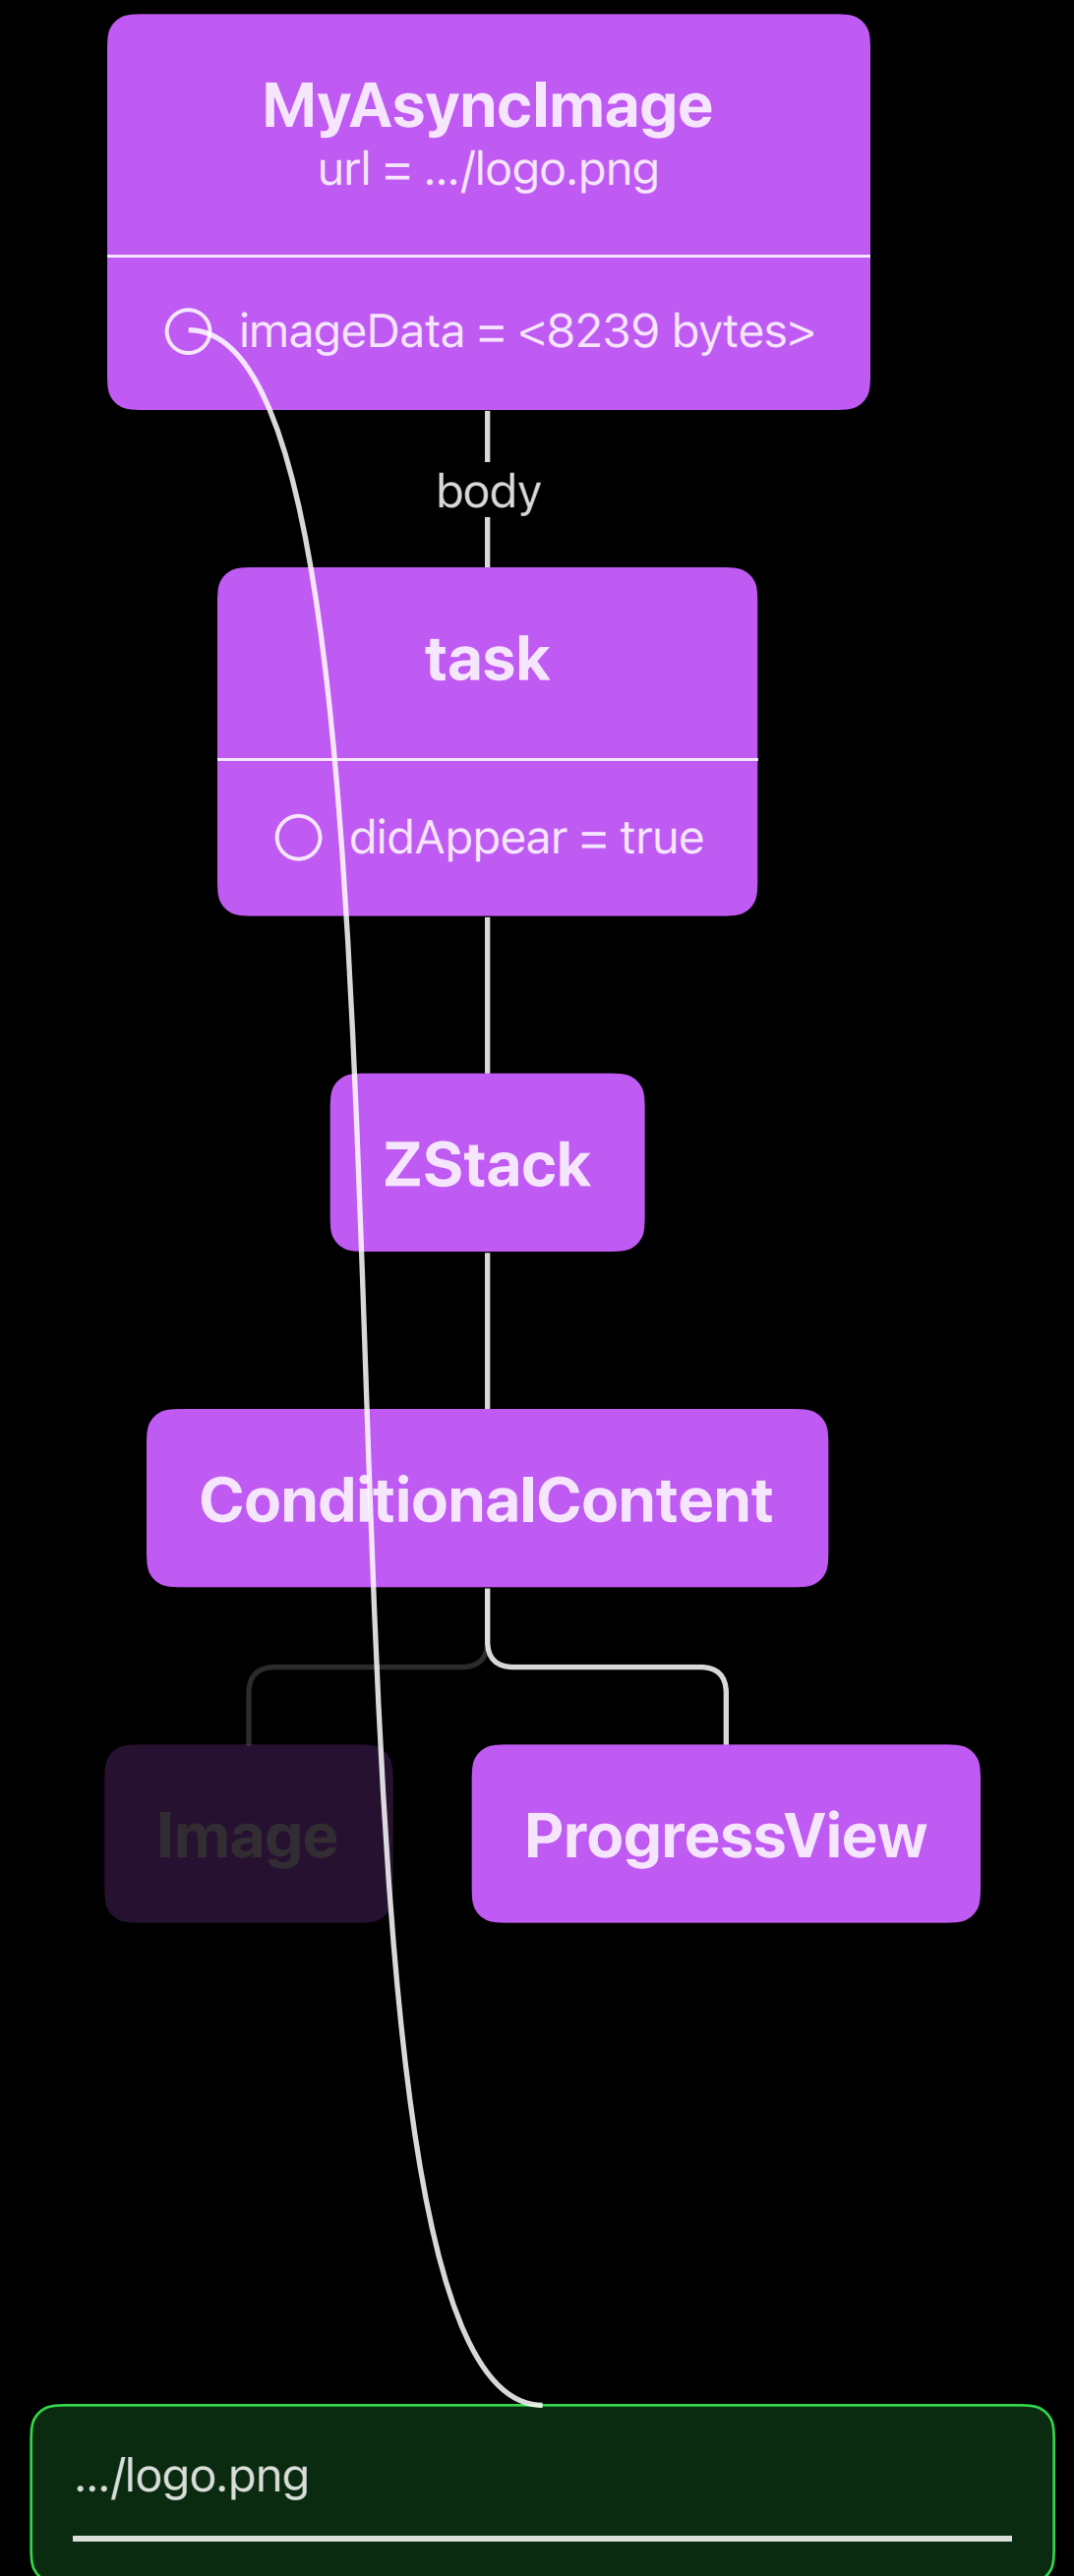 MyAsyncImage
url = .../logo.png
imageData = <8239 bytes>
body
task
didAppear = true
ZStack
ConditionalContent
Image
ProgressView
.../logo.png